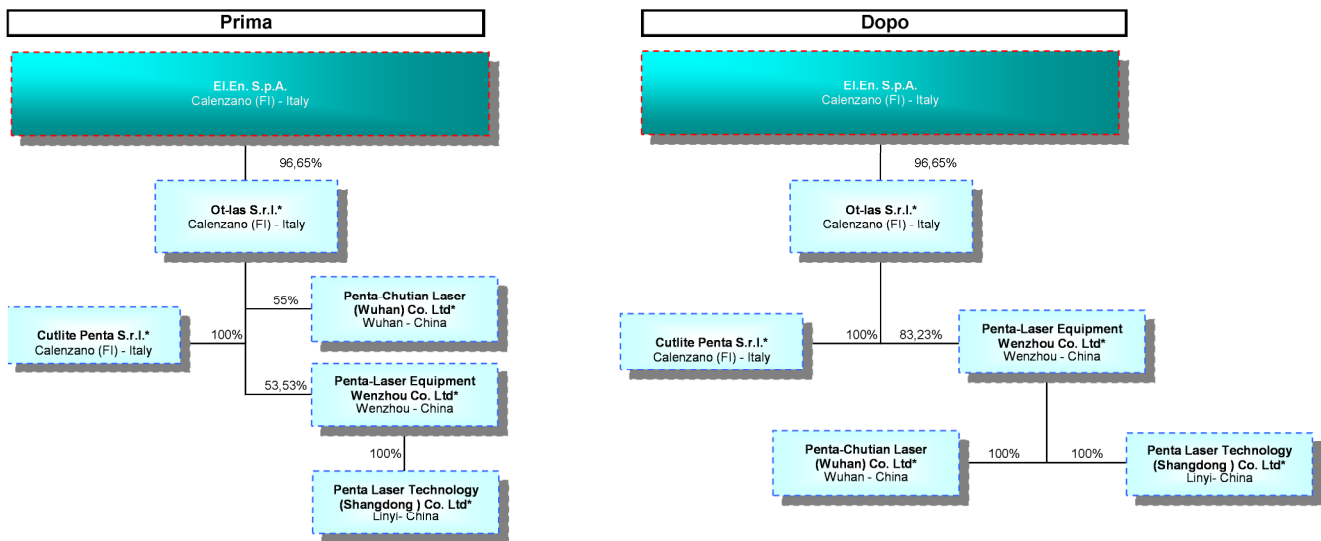 Prima
El.En. S.p.A.
Calenzano (FI) - Italy
96,65%
Ot-las S.r.l.*
Calenzano (FI) - Italy
55%
Penta-Chutian Laser
(Wuhan) Co. Ltd*
Wuhan - China
Cutlite Penta S.r.l.*
Calenzano (FI) - Italy
100%
53,53%
Penta-Laser Equipment
Wenzhou Co. Ltd*
Wenzhou - China
100%
Penta Laser Technology
(Shangdong ) Co. Ltd*
Linyi- China
Dopo
El.En. S.p.A.
Calenzano (FI) - Italy
96,65%
Ot-las S.r.l.*
Calenzano (FI) - Italy
Cutlite Penta S.r.l.*
Calenzano (FI) - Italy
100%
83,23%
Penta-Laser Equipment
Wenzhou Co. Ltd*
Wenzhou - China
Penta-Chutian Laser
(Wuhan) Co. Ltd*
Wuhan - China
100%
100%
Penta Laser Technology
(Shangdong ) Co. Ltd*
Linyi - China